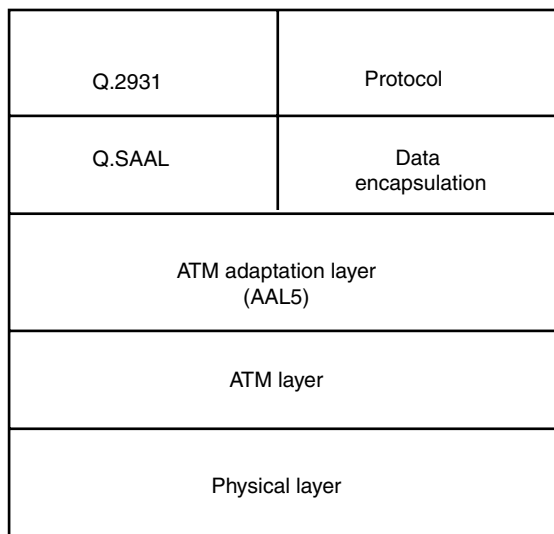 Q.2931
Protocol
Q.SAAL
Data
encapsulation
ATM adaptation layer
(AAL5)
ATM layer
Physical layer